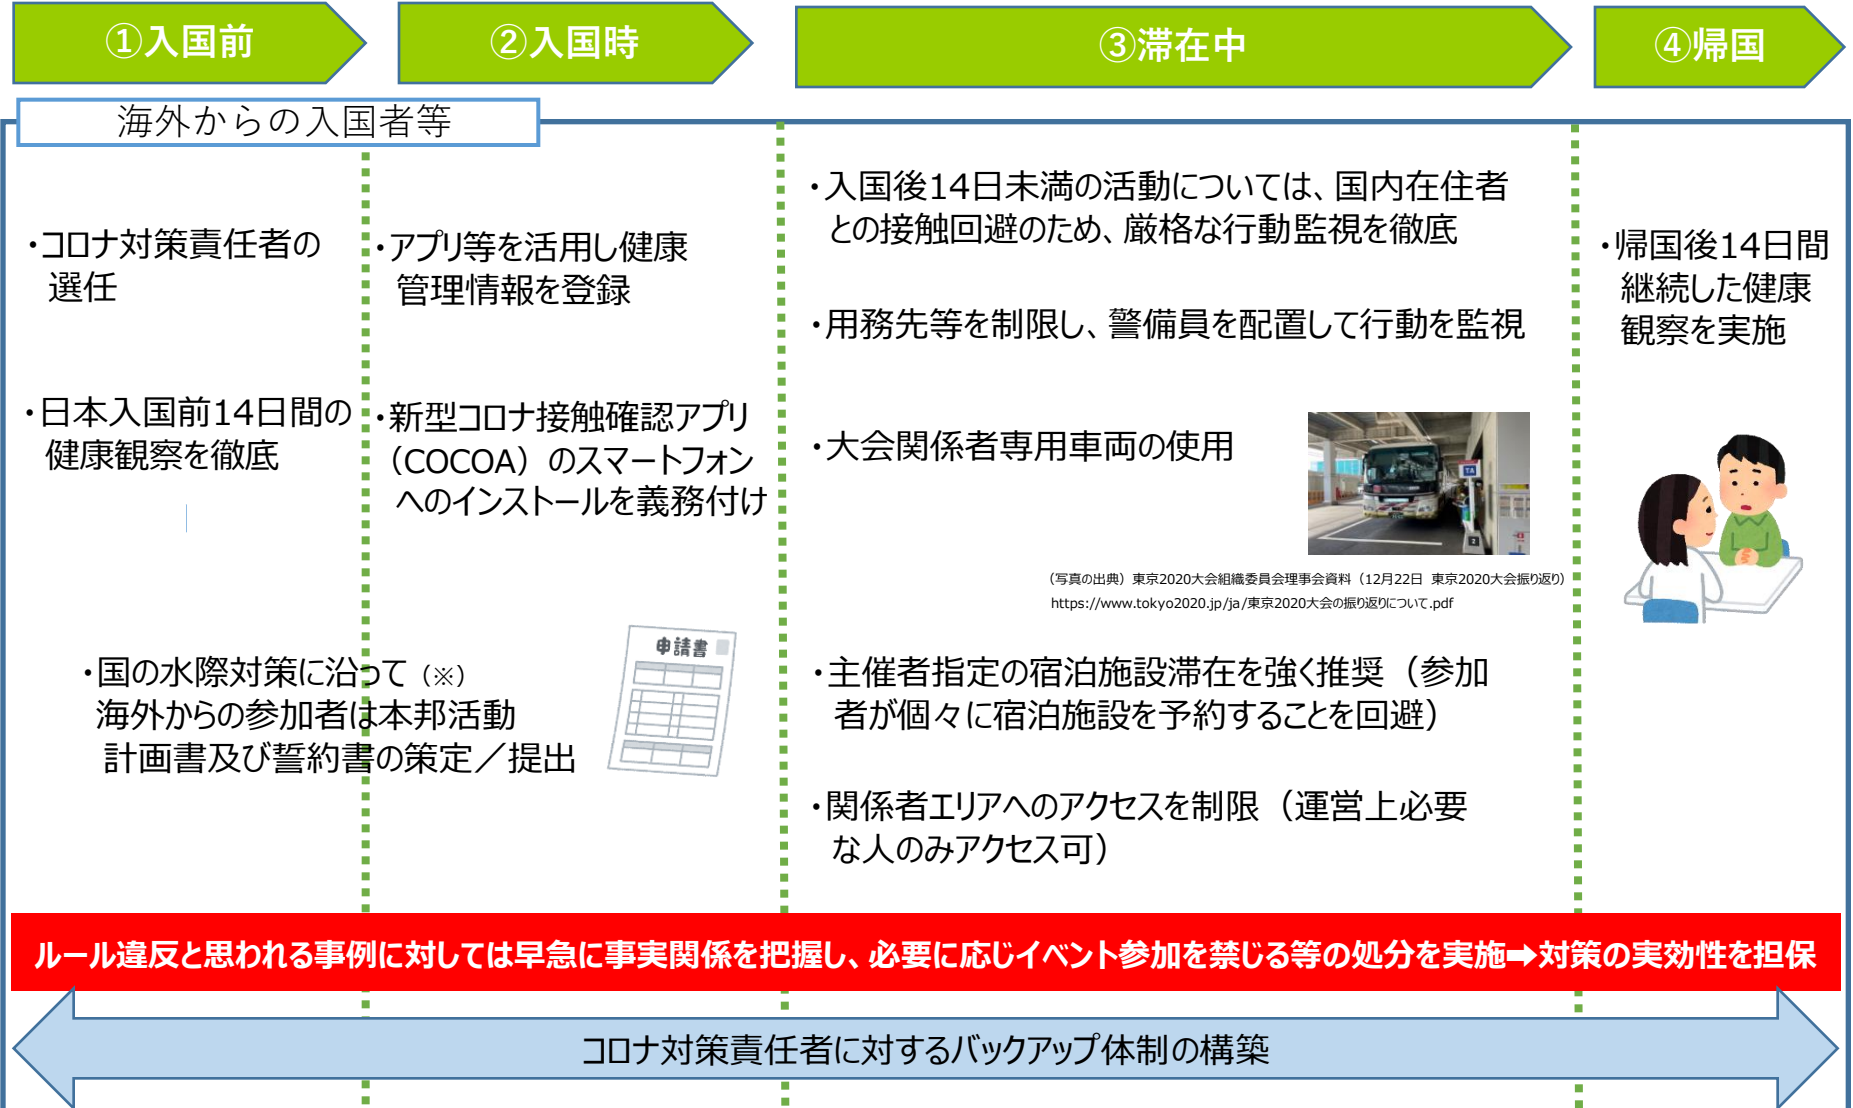 ①入国前
②入国時
③滞在中
④帰国
海外からの入国者等
・コロナ対策責任者の
選任
・日本入国前14日間の
健康観察を徹底
・アプリ等を活用し健康
管理情報を登録
・新型コロナ接触確認アプリ
（COCOA）のスマートフォン
へのインストールを義務付け
・国の水際対策に沿って（※）
海外からの参加者は本邦活動
計画書及び誓約書の策定／提出
申請書
・入国後14日未満の活動については、国内在住者
との接触回避のため、厳格な行動監視を徹底
・用務先等を制限し、警備員を配置して行動を監視
・大会関係者専用車両の使用
TA
2
（写真の出典）東京2020大会組織委員会理事会資料（12月22日 東京2020大会振り返り）
https://www.tokyo2020.jp/ja/東京2020大会の振り返りについて.pdf
・主催者指定の宿泊施設滞在を強く推奨（参加
者が個々に宿泊施設を予約することを回避）
・関係者エリアへのアクセスを制限（運営上必要
な人のみアクセス可）
・帰国後14日間
継続した健康
観察を実施
ルール違反と思われる事例に対しては早急に事実関係を把握し、必要に応じイベント参加を禁じる等の処分を実施➡対策の実効性を担保
コロナ対策責任者に対するバックアップ体制の構築